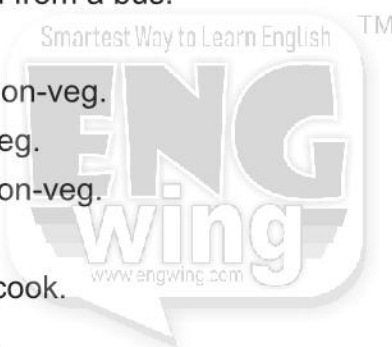 from a bus.
Smartest Way to Learn English
TM
on-veg.
eg.
on-veg.
ENG
wing
www.engwing.com
cook.